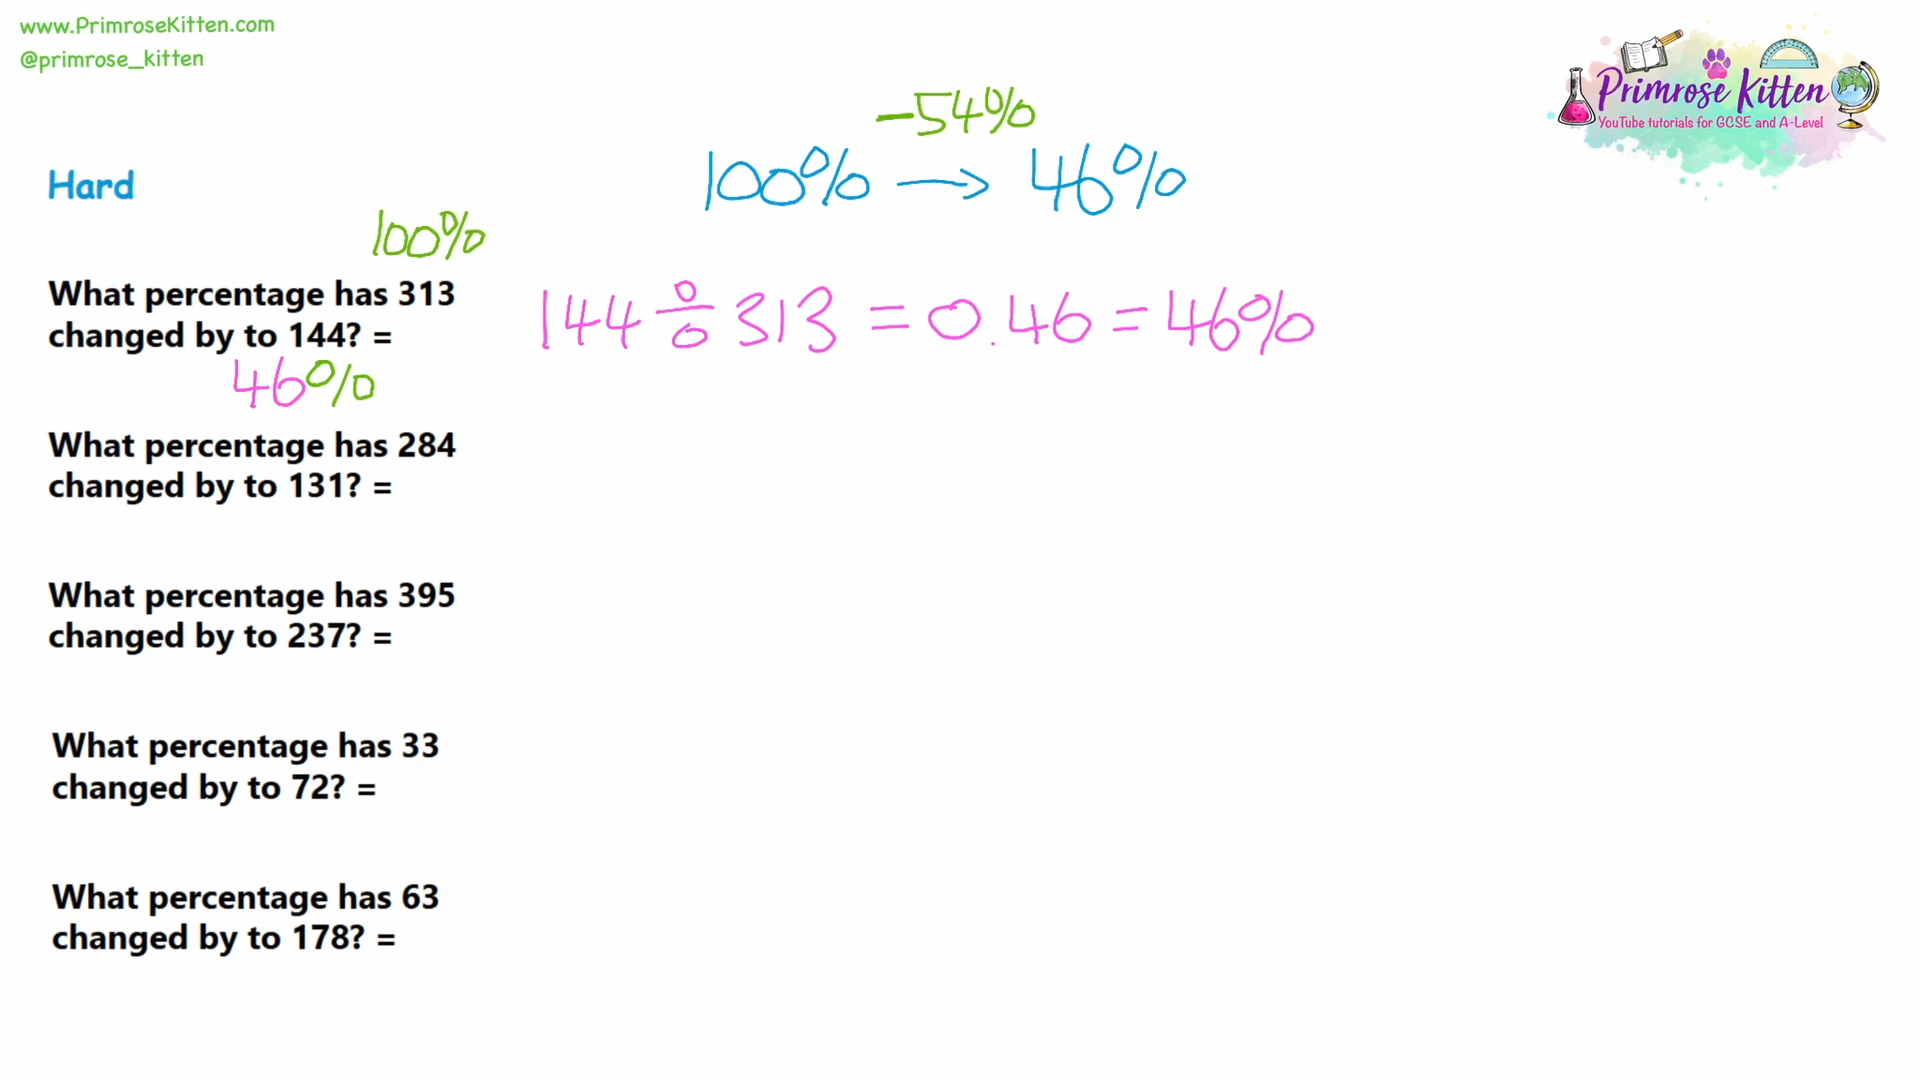 www.PrimroseKitten.com
@primrose_kitten
Primrose Kitten
YouTube tutorials for GCSE and A-Level
-54%
100% → 46%
Hard
100%
What percentage has 313
changed by to 144? =
144 ÷ 313 = 0.46 = 46%
46%
What percentage has 284
changed by to 131? =
What percentage has 395
changed by to 237? =
What percentage has 33
changed by to 72? =
What percentage has 63
changed by to 178? =